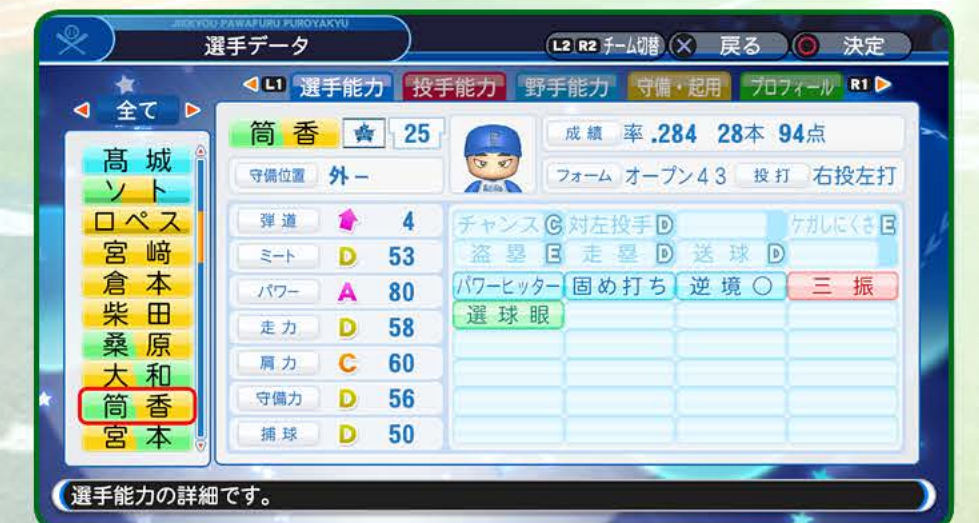 JIKKYOU PAWAFURU PUROYAKYU
選手データ
L2 R2 チーム切替 戻る 決定
L1 選手能力 投手能力 野手能力 守備・起用 プロフィール R1
全て
髙城
ソト
ロペス
宮﨑
倉本
柴田
桑原
大和
筒香
宮本
筒香 25
成績 率.284 28本 94点
守備位置 外−
フォーム オープン43 投打 右投左打
弾道 4
ミート D 53
パワー A 80
走力 D 58
肩力 C 60
守備力 D 56
捕球 D 50
チャンスC 対左投手D ケガしにくさE
盗塁E 走塁D 送球D
パワーヒッター 固め打ち 逆境○ 三振
選球眼
選手能力の詳細です。